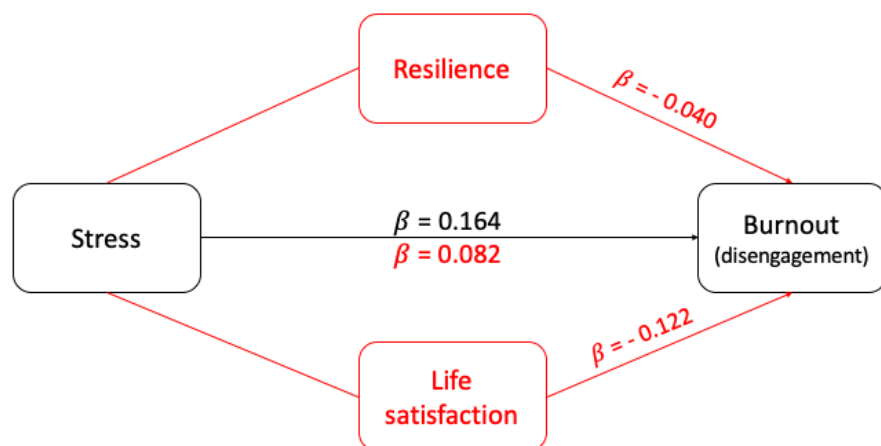 Resilience
β = - 0.040
Stress
β = 0.164
β = 0.082
Burnout
(disengagement)
β = - 0.122
Life
satisfaction